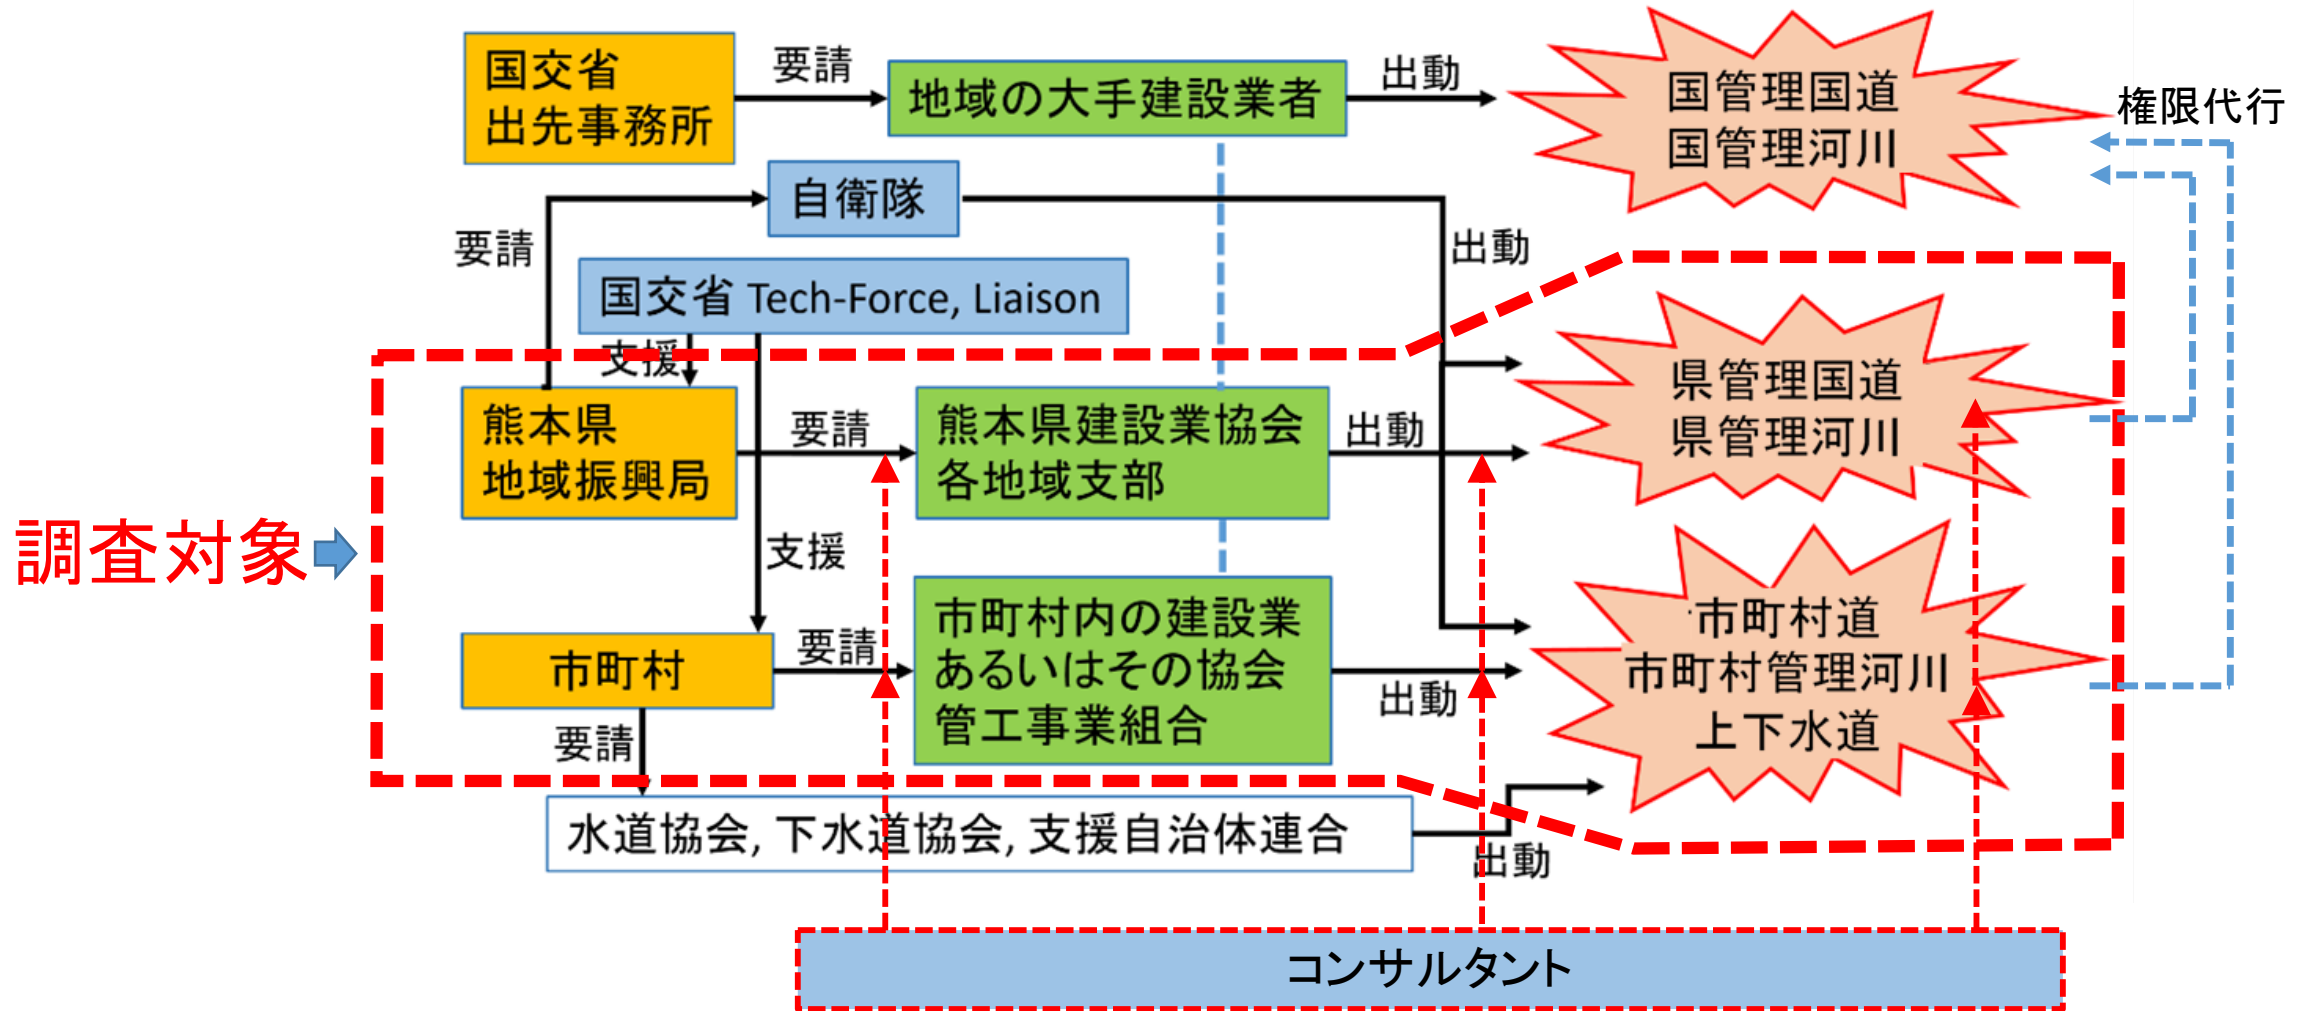 国交省
出先事務所
要請
地域の大手建設業者
出動
国管理国道
国管理河川
権限代行
自衛隊
要請
出動
国交省 Tech-Force, Liaison
支援
熊本県
地域振興局
要請
熊本県建設業協会
各地域支部
出動
県管理国道
県管理河川
調査対象
支援
市町村
要請
市町村内の建設業
あるいはその協会
管工事業組合
出動
市町村道
市町村管理河川
上下水道
要請
水道協会, 下水道協会, 支援自治体連合
出動
コンサルタント